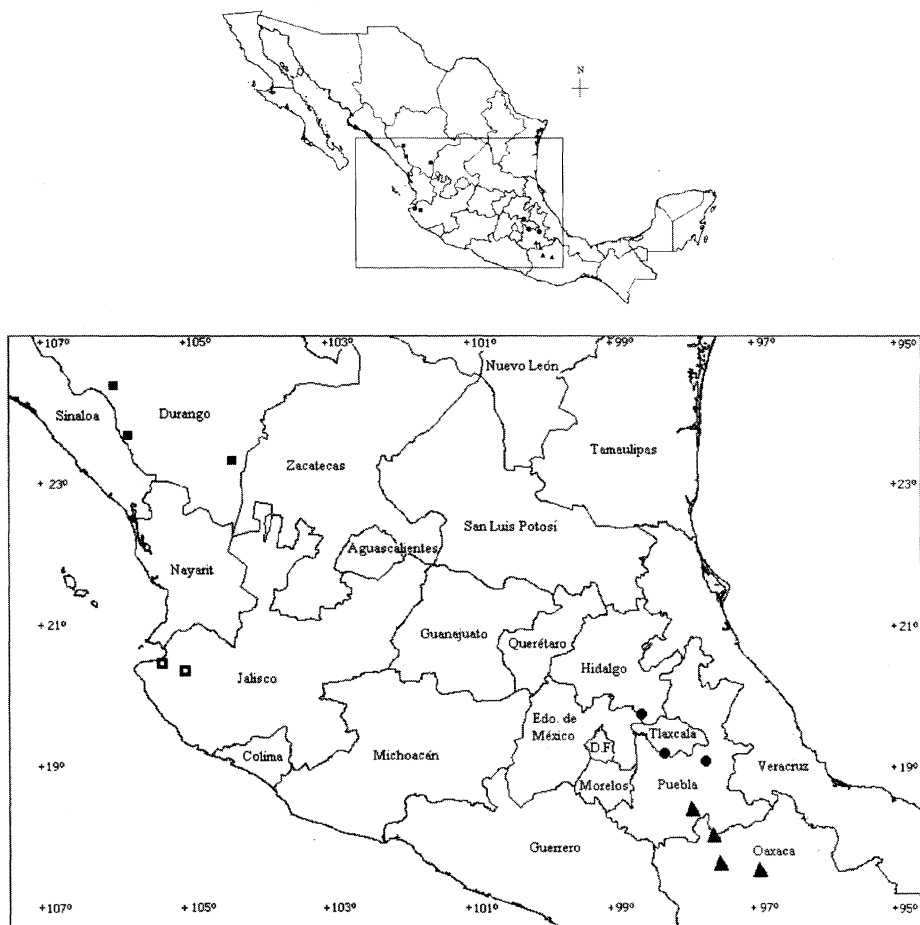 N
+107° +105° +103° +101° +99° +97° +95°
Nuevo León
Sinaloa
Durango
Tamaulipas
Zacatecas
+ 23° +23°
San Luis Potosí
Aguascalientes
Nayarit
+ 21° +21°
Guanajuato
Querétaro
Hidalgo
Jalisco
Edo. de
México
Tlaxcala
D.F
Colima
Michoacán
+ 19° +19°
Veracruz
Morelos
Puebla
Guerrero
Oaxaca
+107° +105° +103° +101° +99° +97° +95°